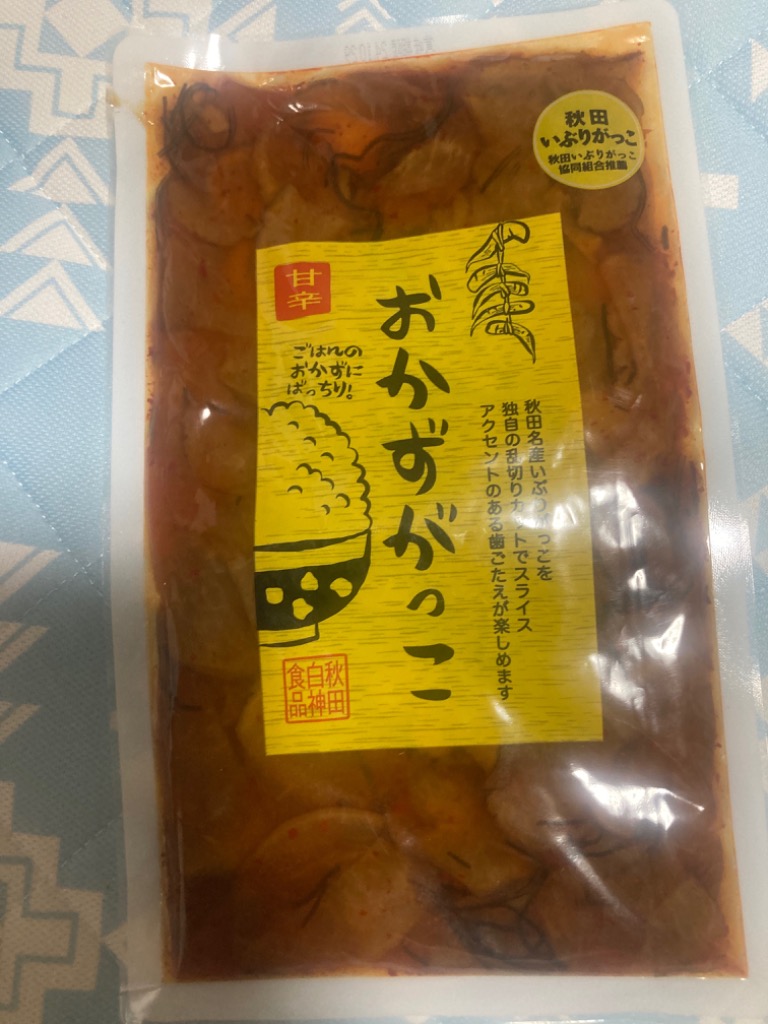 秋田
いぶりがっこ
秋田いぶりがっこ
協同組合推薦
甘辛
おかずがっこ
ごはんの
おかずに
ばっちり!
秋田名産いぶりがっこを
独自の乱切りカットでスライス
アクセントのある歯ごたえが楽しめます
秋田
白神
食品